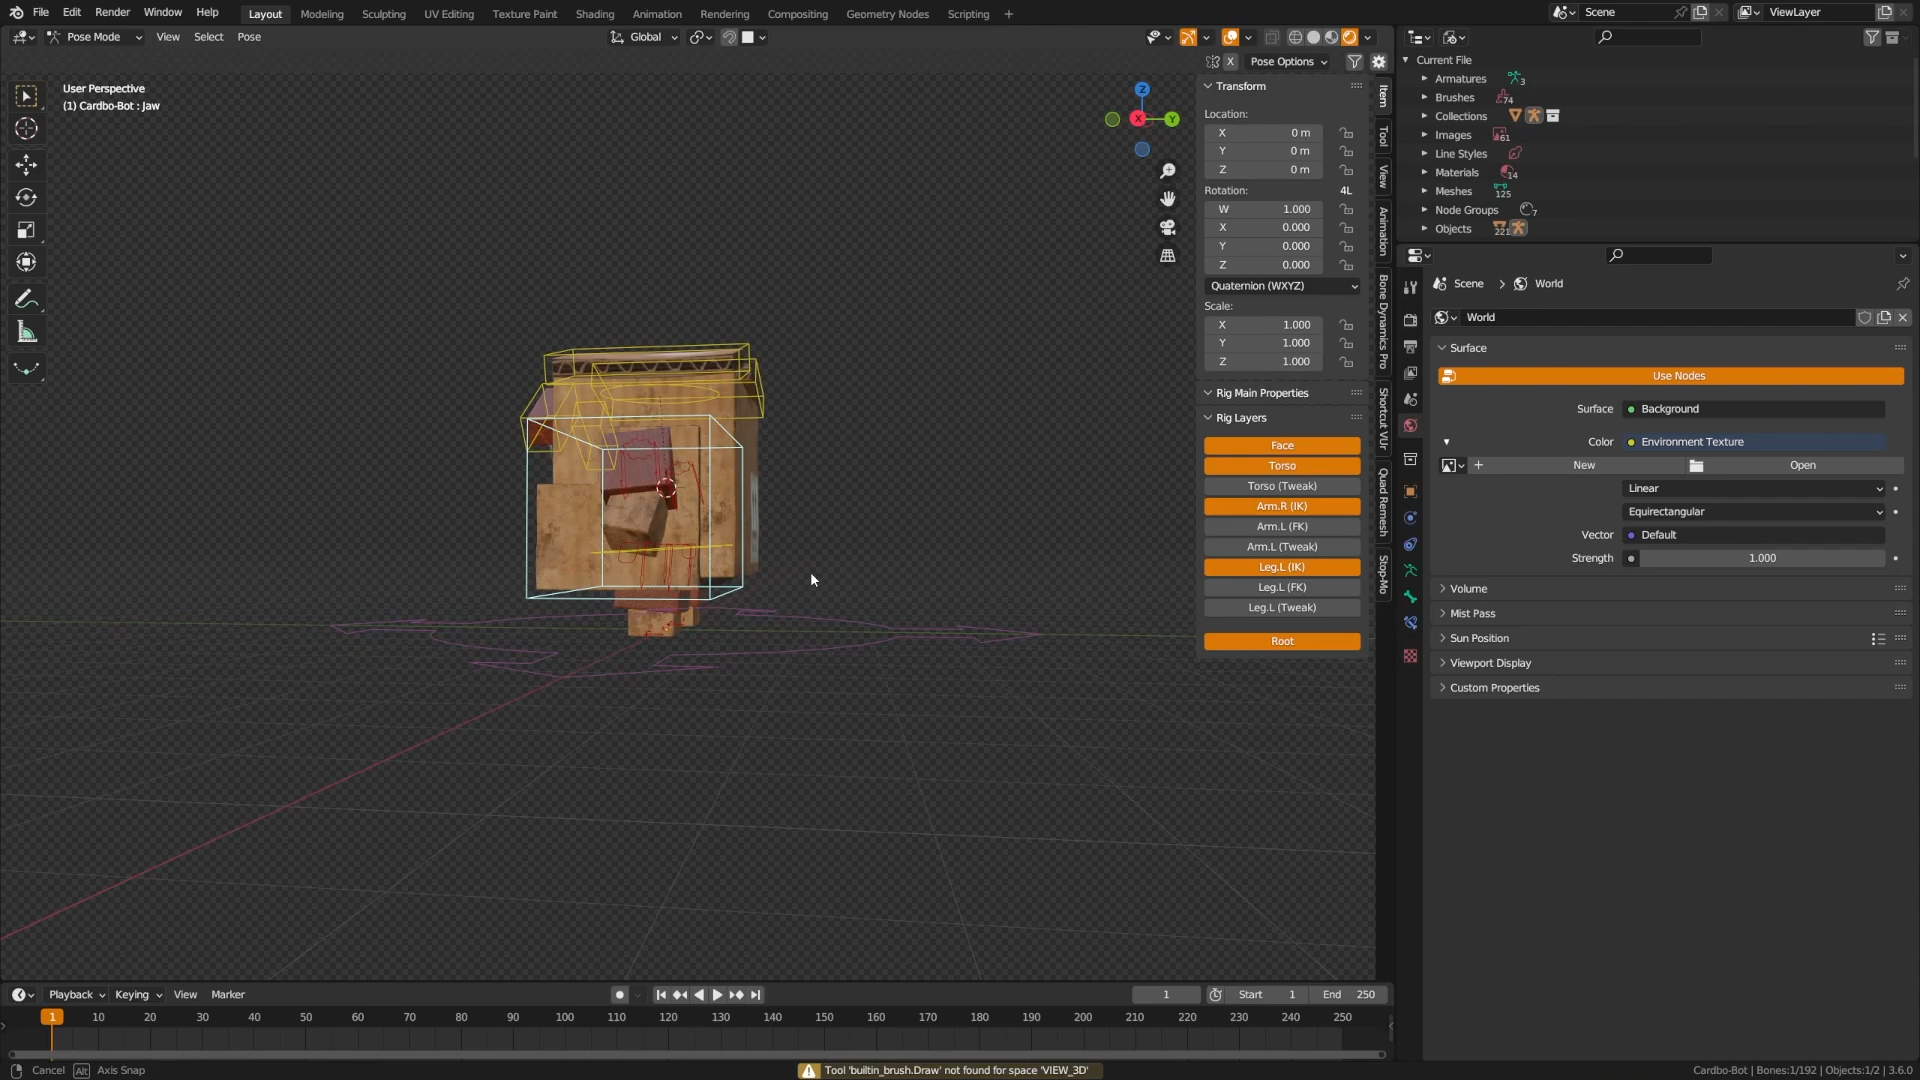 File Edit Render Window Help Layout Modeling Sculpting UV Editing Texture Paint Shading Animation Rendering Compositing Geometry Nodes Scripting + Scene ViewLayer
Pose Mode View Select Pose Global
X Pose Options
User Perspective
(1) Cardbo-Bot : Jaw
Z
X
Y
Transform
Location:
X 0 m
Y 0 m
Z 0 m
Rotation: 4L
W 1.000
X 0.000
Y 0.000
Z 0.000
Quaternion (WXYZ)
Scale:
X 1.000
Y 1.000
Z 1.000
Rig Main Properties
Rig Layers
Face
Torso
Torso (Tweak)
Arm.R (IK)
Arm.L (FK)
Arm.L (Tweak)
Leg.L (IK)
Leg.L (FK)
Leg.L (Tweak)
Root
Item
Tool
View
Animation
Bone Dynamics Pro
Shortcut VUr
Quad Remesh
Stop-Mo
Current File
Armatures 3
Brushes 74
Collections
Images 61
Line Styles
Materials 14
Meshes 125
Node Groups 7
Objects 221
Scene > World
World
Surface
Use Nodes
Surface Background
Color Environment Texture
+ New Open
Linear
Equirectangular
Vector Default
Strength 1.000
Volume
Mist Pass
Sun Position
Viewport Display
Custom Properties
Playback Keying View Marker 1 Start 1 End 250
1 10 20 30 40 50 60 70 80 90 100 110 120 130 140 150 160 170 180 190 200 210 220 230 240 250
Cancel Alt Axis Snap Tool 'builtin_brush.Draw' not found for space 'VIEW_3D' Cardbo-Bot | Bones:1/192 | Objects:1/2 | 3.6.0